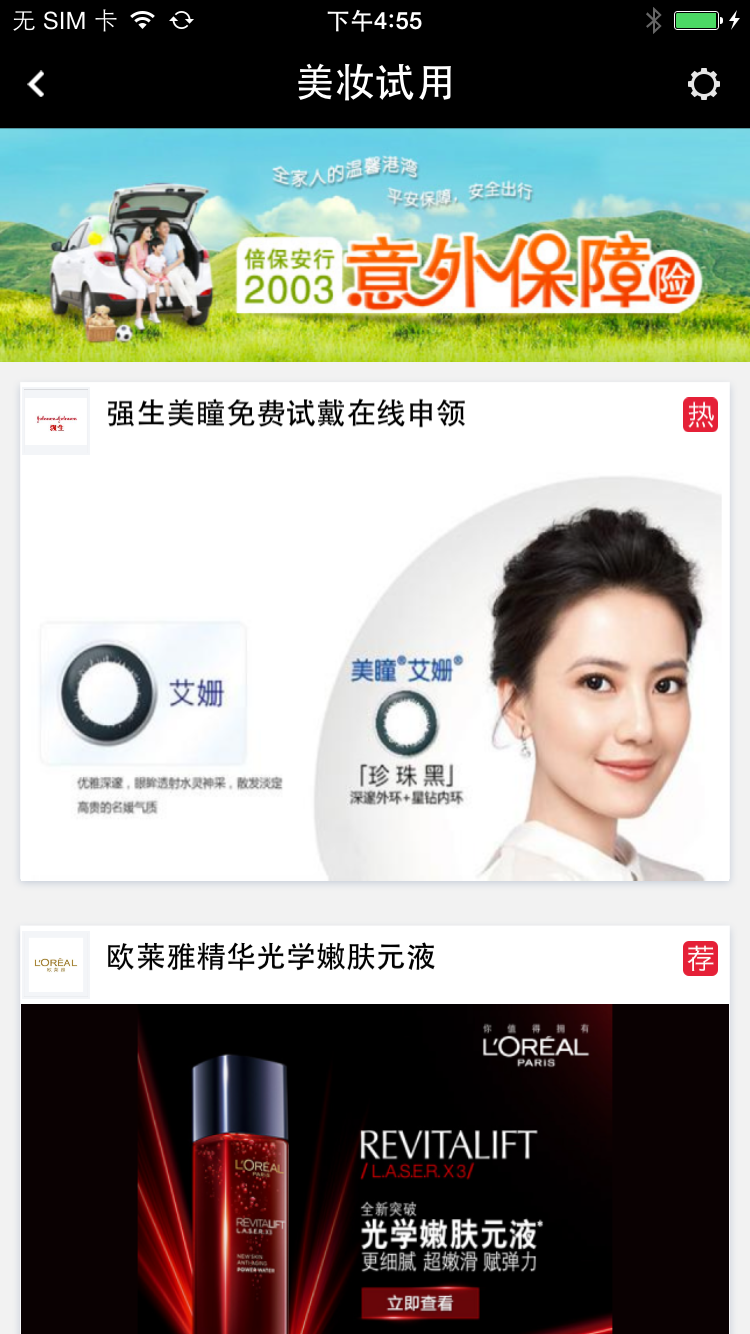 无 SIM 卡
下午4:55
美妆试用
全家人的温馨港湾
平安保障，安全出行
倍保安行
2003
意外保障险
Johnson & Johnson
强生
强生美瞳免费试戴在线申领
热
艾姗
优雅深邃，眼眸透射水灵神采，散发淡定
高贵的名媛气质
美瞳®艾姗®
「珍珠黑」
深邃外环+星钻内环
L'ORÉAL
欧莱雅
欧莱雅精华光学嫩肤元液
荐
你值得拥有
L'ORÉAL
PARIS
REVITALIFT
/L.A.S.E.R X3/
全新突破
光学嫩肤元液*
更细腻 超嫩滑 赋弹力
立即查看
L'ORÉAL
PARIS
REVITALIFT
L.A.S.E.R. X3
NEW SKIN
ANTI-AGING
POWER-WATER